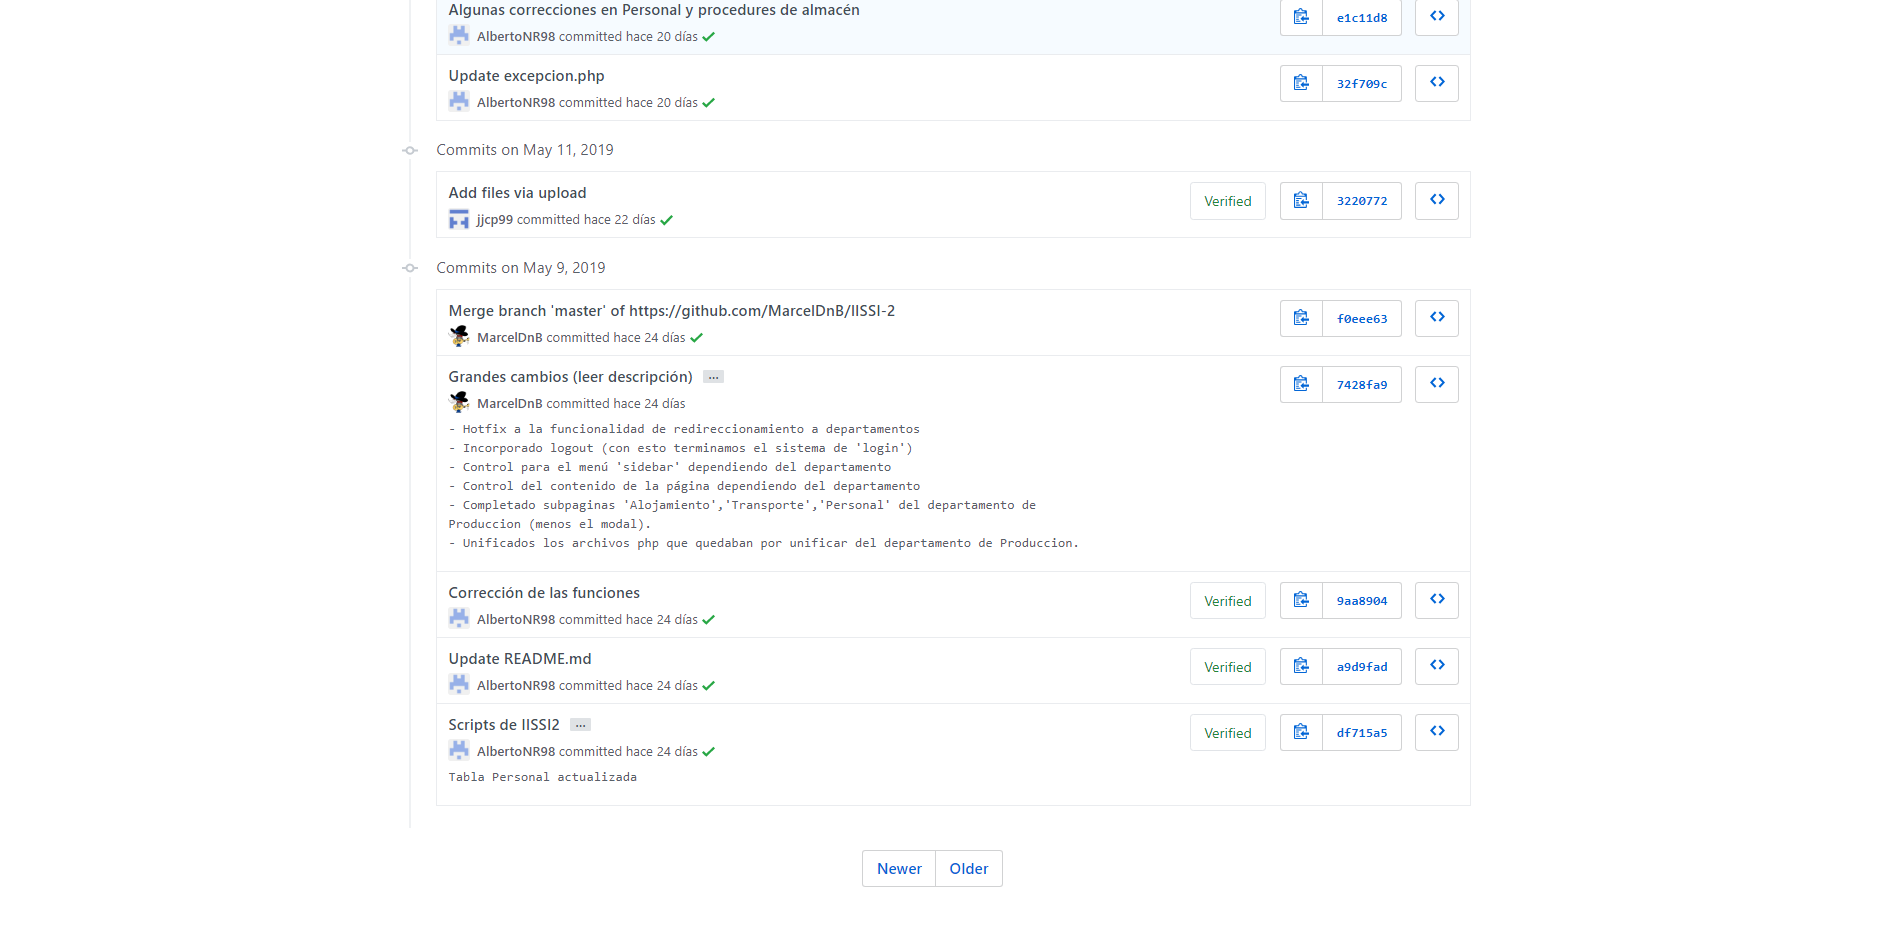 Algunas correcciones en Personal y procedures de almacén
e1c11d8
AlbertoNR98 committed hace 20 días
Update excepcion.php
32f709c
AlbertoNR98 committed hace 20 días
Commits on May 11, 2019
Add files via upload
Verified
3220772
jjcp99 committed hace 22 días
Commits on May 9, 2019
Merge branch 'master' of https://github.com/MarcelDnB/IISSI-2
f0eee63
MarcelDnB committed hace 24 días
Grandes cambios (leer descripción) ...
7428fa9
MarcelDnB committed hace 24 días
- Hotfix a la funcionalidad de redireccionamiento a departamentos
- Incorporado logout (con esto terminamos el sistema de 'login')
- Control para el menú 'sidebar' dependiendo del departamento
- Control del contenido de la página dependiendo del departamento
- Completado subpaginas 'Alojamiento','Transporte','Personal' del departamento de
Produccion (menos el modal).
- Unificados los archivos php que quedaban por unificar del departamento de Produccion.
Corrección de las funciones
Verified
9aa8904
AlbertoNR98 committed hace 24 días
Update README.md
Verified
a9d9fad
AlbertoNR98 committed hace 24 días
Scripts de IISSI2 ...
Verified
df715a5
AlbertoNR98 committed hace 24 días
Tabla Personal actualizada
Newer
Older